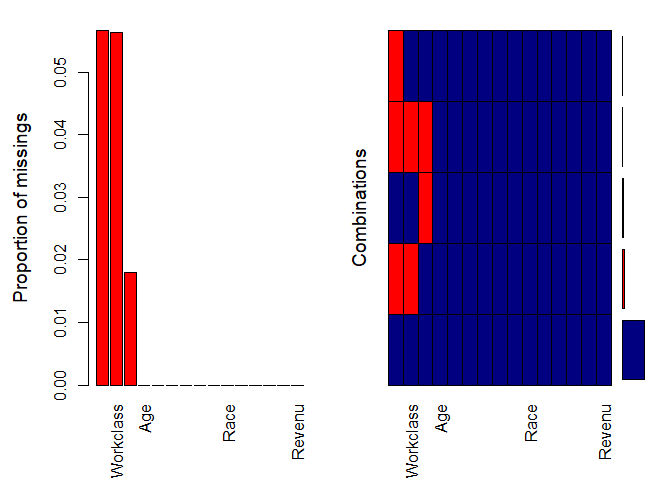 Proportion of missings
0.05
0.04
0.03
0.02
0.01
0.00
Workclass
Age
Race
Revenu
Combinations
Workclass
Age
Race
Revenu